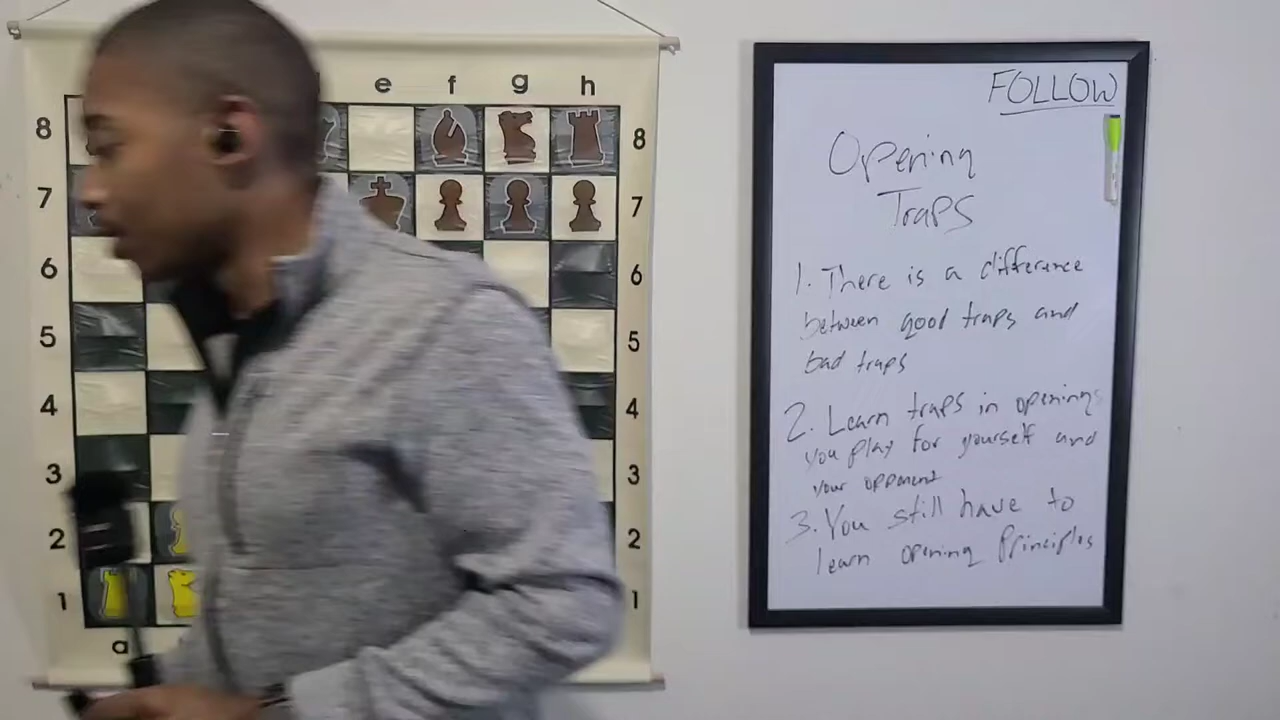 e f g h
8 8
7 7
6 6
5 5
4 4
3 3
2 2
1 1
a
FOLLOW
Opening
Traps
1. There is a difference
between good traps and
bad traps
2. Learn traps in openings
you play for yourself and
your opponent
3. You still have to
learn opening principles